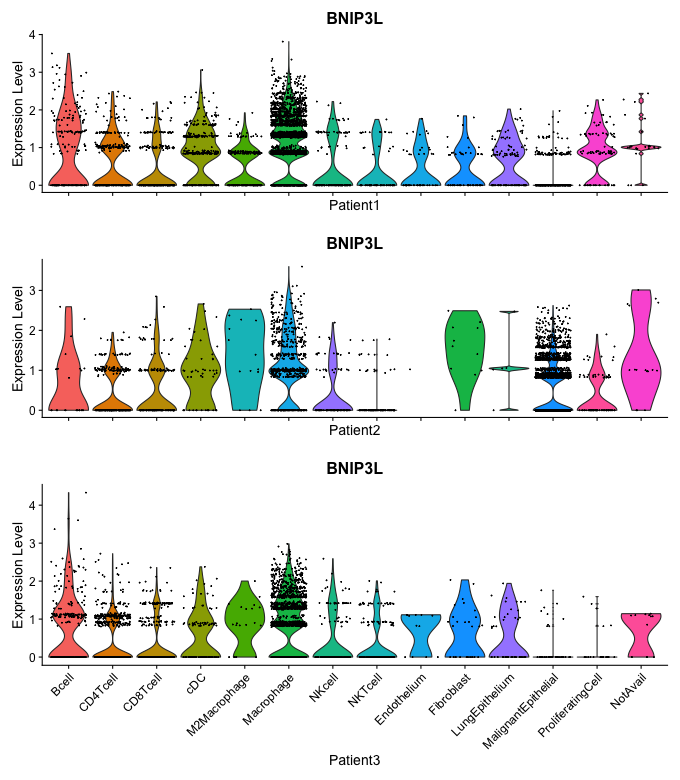 BNIP3L
Expression Level
4
3
2
1
0
Patient1
BNIP3L
Expression Level
3
2
1
0
Patient2
BNIP3L
Expression Level
4
3
2
1
0
Bcell
CD4Tcell
CD8Tcell
cDC
M2Macrophage
Macrophage
NKcell
NKTcell
Endothelium
Fibroblast
LungEpithelium
MalignantEpithelial
ProliferatingCell
NotAvail
Patient3